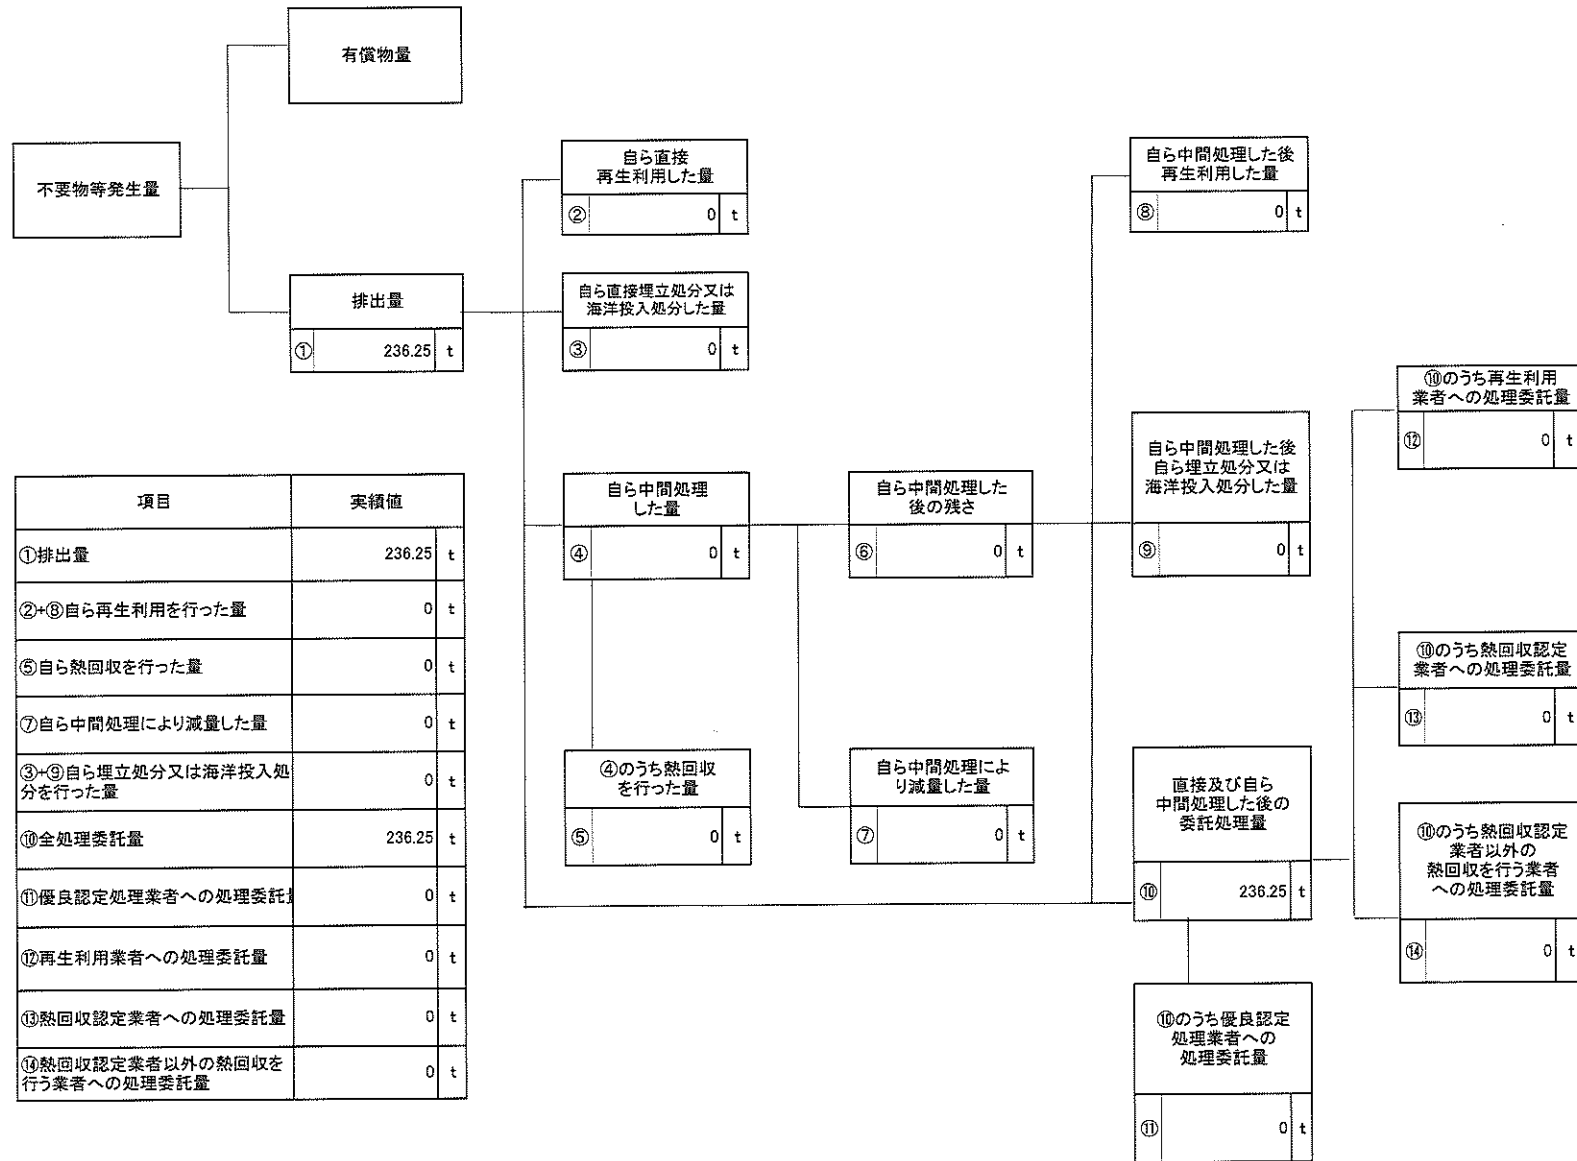 有償物量
不要物等発生量
排出量
① 236.25 t
自ら直接
再生利用した量
② 0 t
自ら直接埋立処分又は
海洋投入処分した量
③ 0 t
自ら中間処理
した量
④ 0 t
④のうち熱回収
を行った量
⑤ 0 t
自ら中間処理した
後の残さ
⑥ 0 t
自ら中間処理によ
り減量した量
⑦ 0 t
自ら中間処理した後
再生利用した量
⑧ 0 t
自ら中間処理した後
自ら埋立処分又は
海洋投入処分した量
⑨ 0 t
直接及び自ら
中間処理した後の
委託処理量
⑩ 236.25 t
⑩のうち優良認定
処理業者への
処理委託量
⑪ 0 t
⑩のうち再生利用
業者への処理委託量
⑫ 0 t
⑩のうち熱回収認定
業者への処理委託量
⑬ 0 t
⑩のうち熱回収認定
業者以外の
熱回収を行う業者
への処理委託量
⑭ 0 t
項目 実績値
①排出量 236.25 t
②+⑧自ら再生利用を行った量 0 t
⑤自ら熱回収を行った量 0 t
⑦自ら中間処理により減量した量 0 t
③+⑨自ら埋立処分又は海洋投入処
分を行った量 0 t
⑩全処理委託量 236.25 t
⑪優良認定処理業者への処理委託 0 t
⑫再生利用業者への処理委託量 0 t
⑬熱回収認定業者への処理委託量 0 t
⑭熱回収認定業者以外の熱回収を
行う業者への処理委託量 0 t